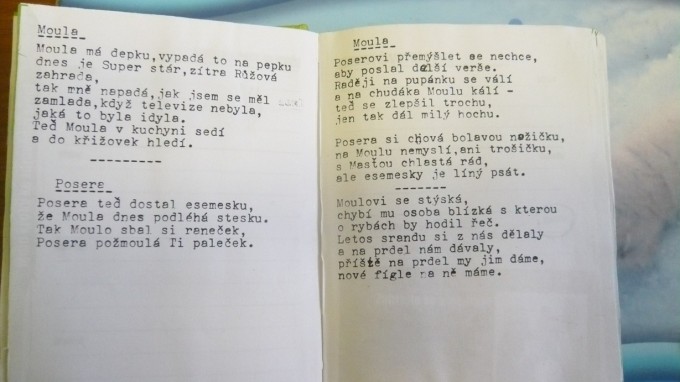 Moula
Moula má depku,vypadá to na pepku
dnes je Super stár,zítra Růžová
zahrada,
tak mně napadá,jak jsem se měl
zamlada,když televize nebyla,
jaká to byla idyla.
Teď Moula v kuchyni sedí
a do křižovek hledí.
---------
Posera
Posera teď dostal esemesku,
že Moula dnes podléhá stesku.
Tak Moulo sbal si raneček,
Posera požmoulá Ti paleček.
Moula
Poserovi přemýšlet se nechce,
aby poslal další verše.
Raději na pupánku se válí
a na chudáka Moulu kálí -
teď se zlepšil trochu,
jen tak dál milý hochu.
Posera si chová bolavou nožičku,
na Moulu nemyslí,ani trošičku,
s Masťou chlastá rád,
ale esemesky je líný psát.
-------
Moulovi se stýská,
chybí mu osoba blízká s kterou
o rybách by hodil řeč.
Letos srandu si z nás dělaly
a na prdel nám dávaly,
příště na prdel my jim dáme,
nové fígle na ně máme.